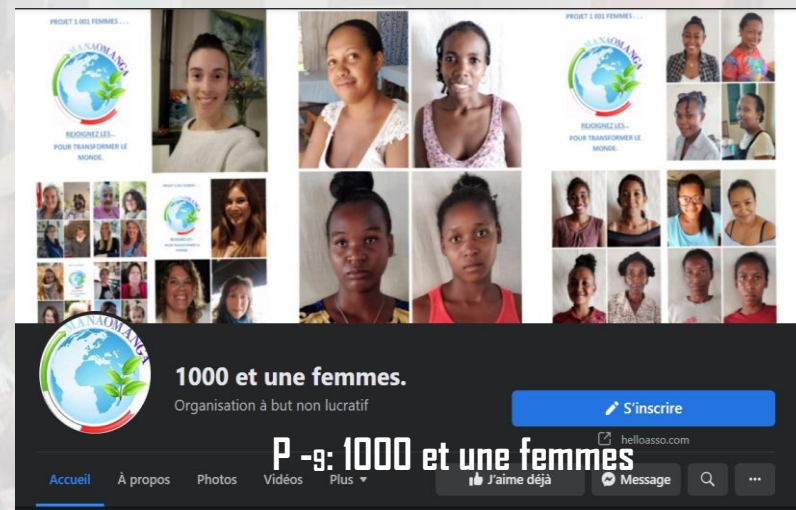 PROJET 1 001 FEMMES . . .
MANAOMANGA
REJOIGNEZ LES...
POUR TRANSFORMER LE
MONDE.
PROJET 1 001 FEMMES . . .
MANAOMANGA
REJOIGNEZ LES...
POUR TRANSFORMER LE
MONDE.
MANAOMANGA
1000 et une femmes.
Organisation à but non lucratif
S'inscrire
helloasso.com
P -9: 1000 et une femmes
Accueil
À propos
Photos
Vidéos
Plus
J'aime déjà
Message